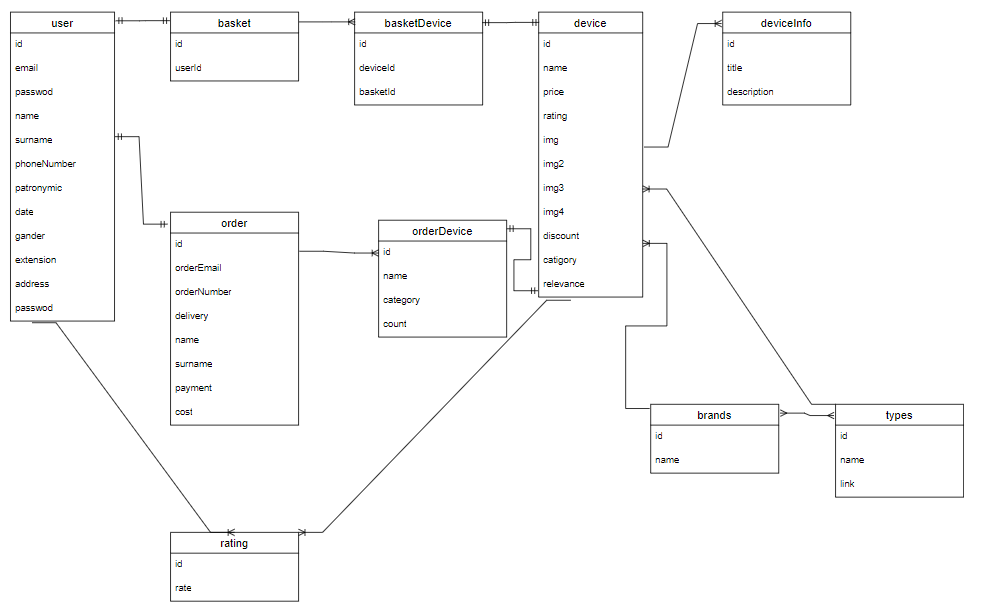 user
id
email
passwod
name
surname
phoneNumber
patronymic
date
gander
extension
address
passwod
basket
id
userId
basketDevice
id
deviceId
basketId
device
id
name
price
rating
img
img2
img3
img4
discount
catigory
relevance
deviceInfo
id
title
description
order
id
orderEmail
orderNumber
delivery
name
surname
payment
cost
orderDevice
id
name
category
count
brands
id
name
types
id
name
link
rating
id
rate